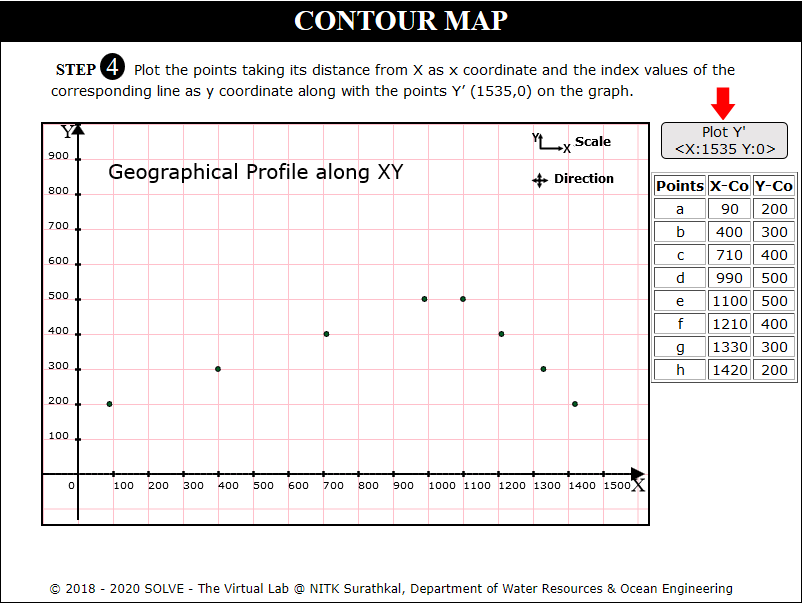 CONTOUR MAP
STEP 4 Plot the points taking its distance from X as x coordinate and the index values of the
corresponding line as y coordinate along with the points Y’ (1535,0) on the graph.
Plot Y'
<X:1535 Y:0>
Y
Y X Scale
Geographical Profile along XY
Direction
900
800
700
600
500
400
300
200
100
0 100 200 300 400 500 600 700 800 900 1000 1100 1200 1300 1400 1500 X
Points X-Co Y-Co
a 90 200
b 400 300
c 710 400
d 990 500
e 1100 500
f 1210 400
g 1330 300
h 1420 200
© 2018 - 2020 SOLVE - The Virtual Lab @ NITK Surathkal, Department of Water Resources & Ocean Engineering